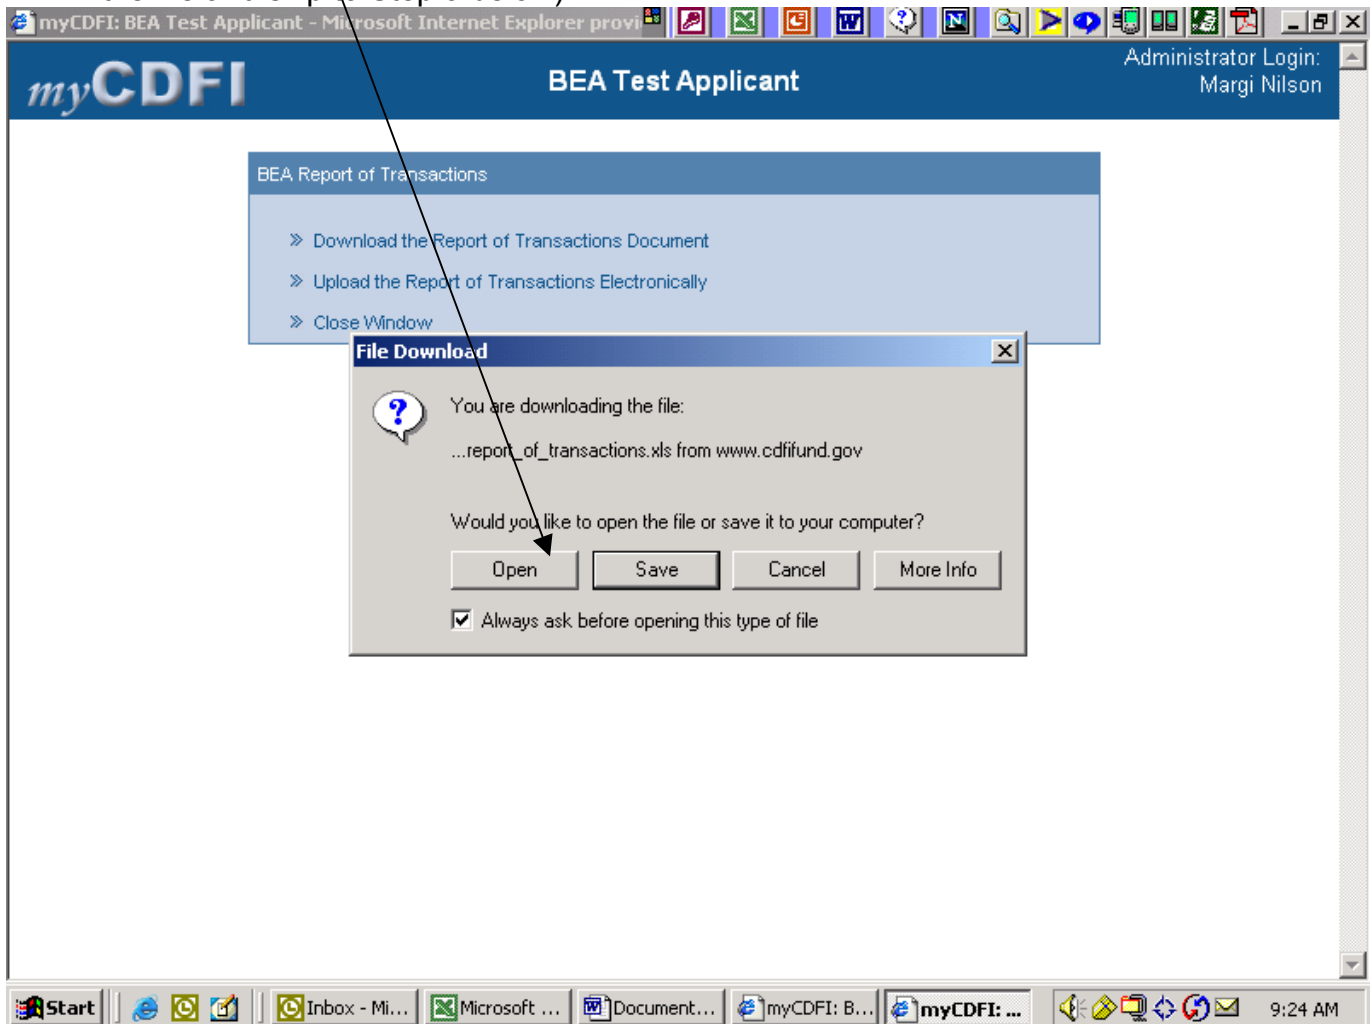 myCDFI: BEA Test Applicant - Microsoft Internet Explorer provi
Administrator Login:
Margi Nilson
myCDFI
BEA Test Applicant
BEA Report of Transactions
» Download the Report of Transactions Document
» Upload the Report of Transactions Electronically
» Close Window
File Download
You are downloading the file:
...report_of_transactions.xls from www.cdfifund.gov
Would you like to open the file or save it to your computer?
Open Save Cancel More Info
Always ask before opening this type of file
Start Inbox - Mi... Microsoft ... Document... myCDFI: B... myCDFI: ... 9:24 AM